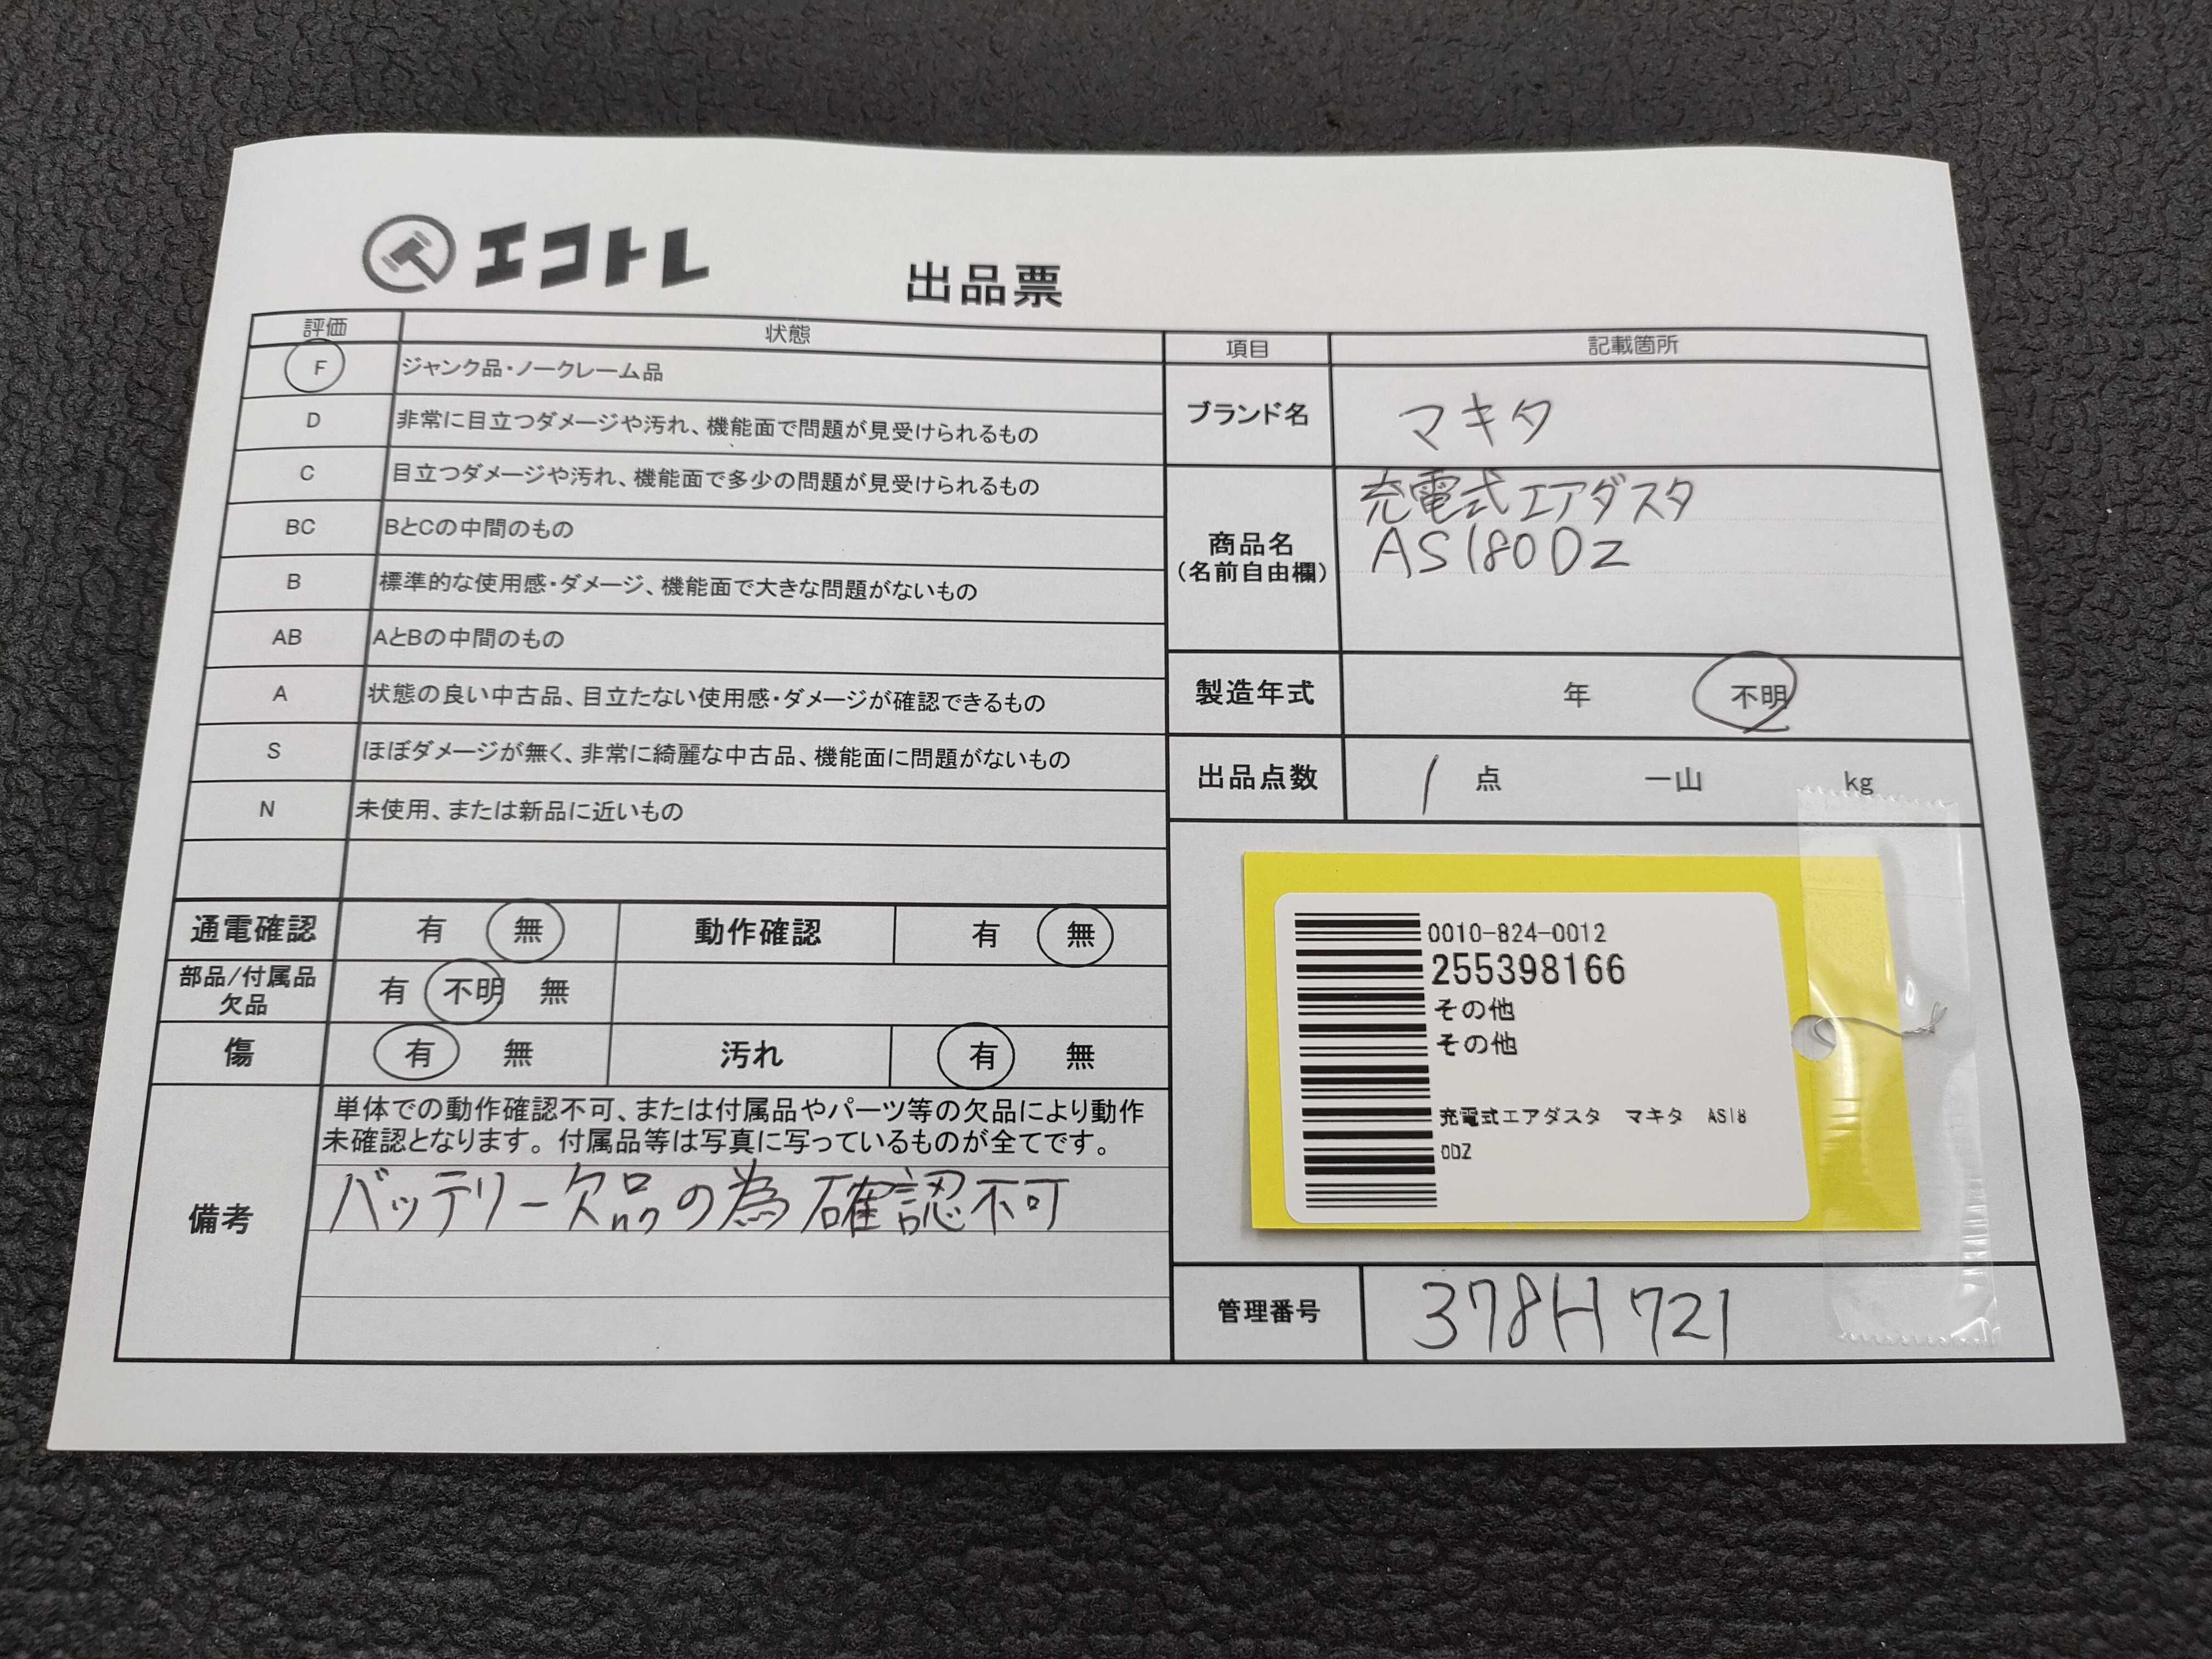 エコトレ
出品票
評価 状態
F ジャンク品・ノークレーム品
D 非常に目立つダメージや汚れ、機能面で問題が見受けられるもの
C 目立つダメージや汚れ、機能面で多少の問題が見受けられるもの
BC BとCの中間のもの
B 標準的な使用感・ダメージ、機能面で大きな問題がないもの
AB AとBの中間のもの
A 状態の良い中古品、目立たない使用感・ダメージが確認できるもの
S ほぼダメージが無く、非常に綺麗な中古品、機能面に問題がないもの
N 未使用、または新品に近いもの
通電確認 有 無 動作確認 有 無
部品/付属品
欠品
有 不明 無
傷 有 無 汚れ 有 無
備考
単体での動作確認不可、または付属品やパーツ等の欠品により動作
未確認となります。付属品等は写真に写っているものが全てです。
バッテリー欠品の為確認不可
項目 記載箇所
ブランド名 マキタ
商品名
(名前自由欄)
充電式エアダスタ
AS180DZ
製造年式 年 不明
出品点数 1 点 一山 kg
0010-824-0012
255398166
その他
その他
充電式エアダスタ マキタ AS18
0DZ
管理番号 378H721